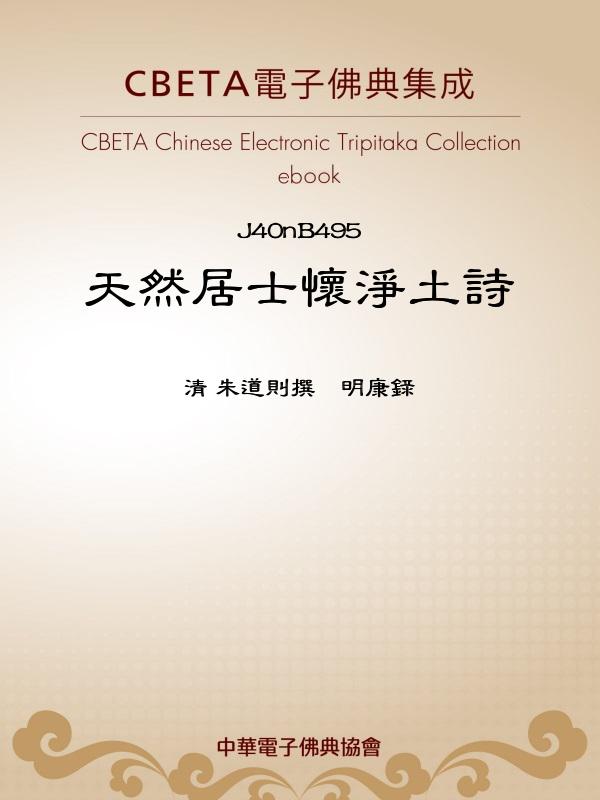 CBETA電子佛典集成
CBETA Chinese Electronic Tripitaka Collection
ebook
J40nB495
天然居士懷淨土詩
清 朱道則撰　明康録
中華電子佛典協會